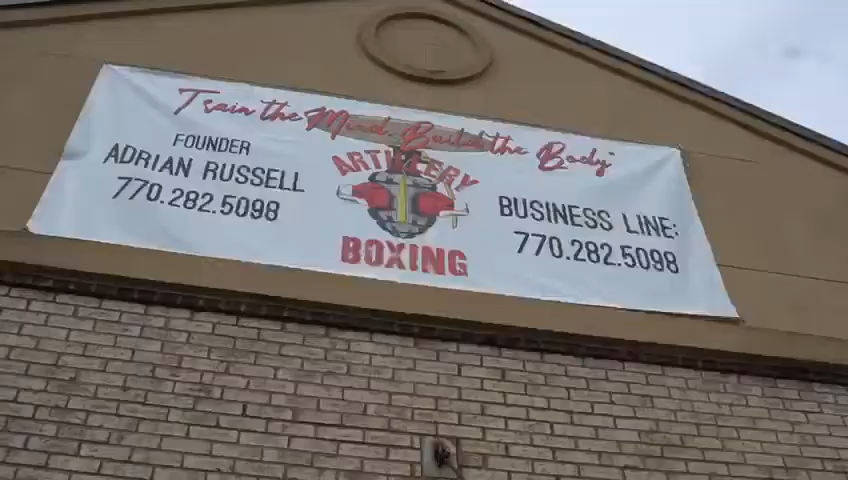 Train the Mind. Build the Body
FOUNDER
ADRIAN RUSSELL
770.282.5098
ARTILLERY
BOXING
BUSINESS LINE:
770.282.5098